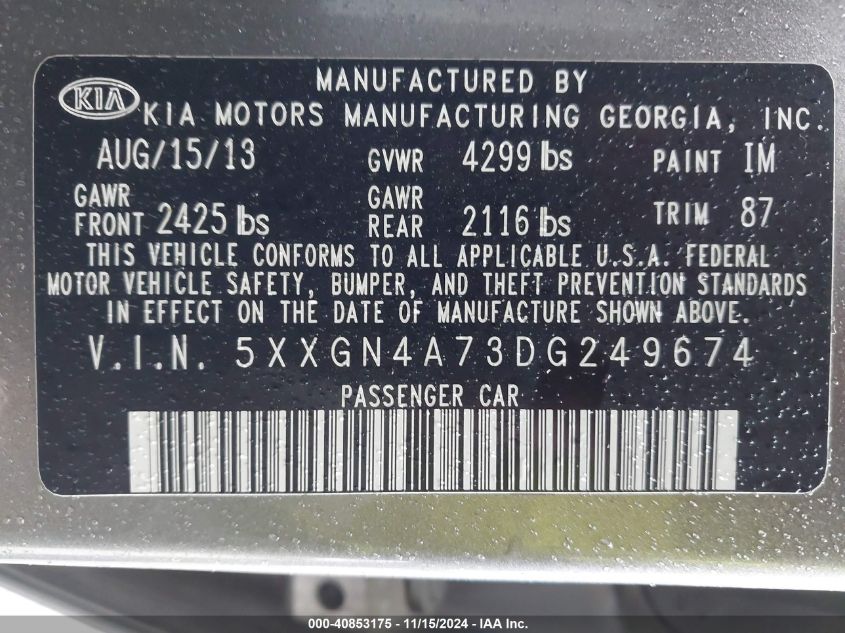 MANUFACTURED BY
KIA KIA MOTORS MANUFACTURING GEORGIA, INC.
AUG/15/13 GVWR 4299 lbs PAINT IM
GAWR FRONT 2425 lbs GAWR REAR 2116 lbs TRIM 87
THIS VEHICLE CONFORMS TO ALL APPLICABLE U.S.A. FEDERAL
MOTOR VEHICLE SAFETY, BUMPER, AND THEFT PREVENTION STANDARDS
IN EFFECT ON THE DATE OF MANUFACTURE SHOWN ABOVE.
V.I.N. 5XXGN4A73DG249674
PASSENGER CAR
000-40853175 - 11/15/2024 - IAA Inc.